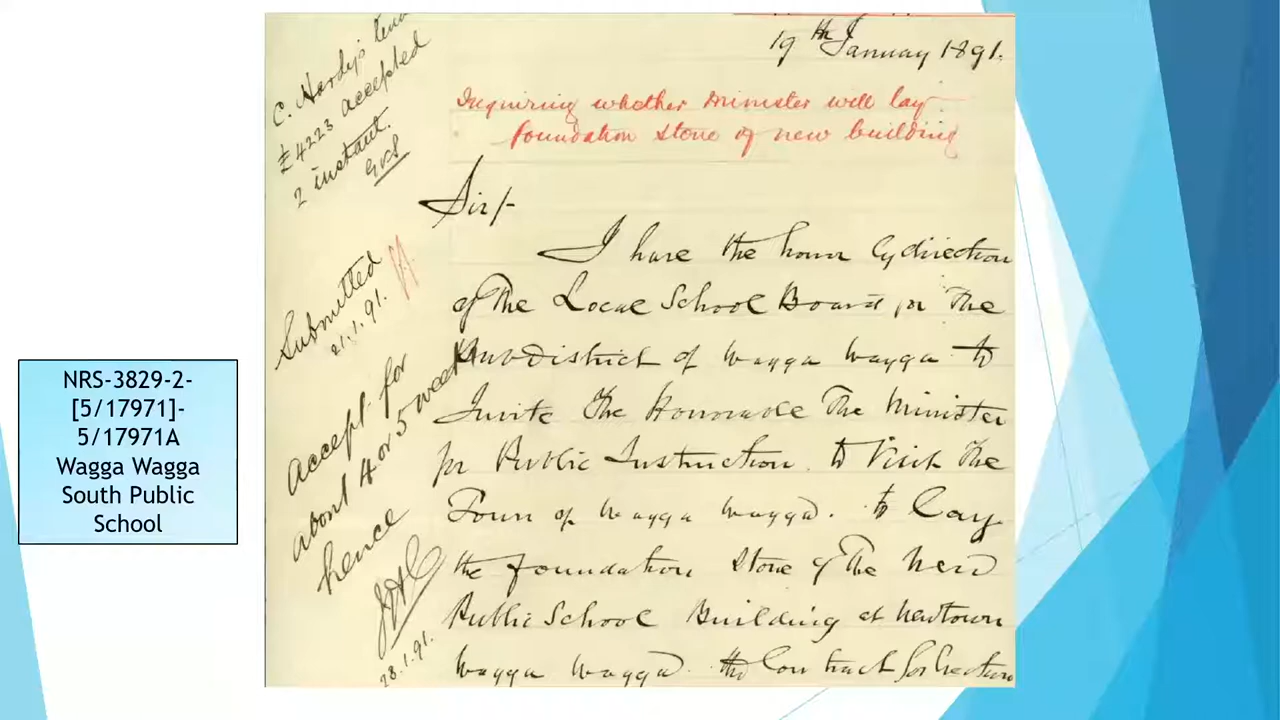 19th January 1891.
Inquiring whether Minister will lay
foundation stone of new building
C. Hardy's
£4223 accepted
2 instant.
Sir/-
I have the honor by direction
of The Local School Board for The
Sub-District of Wagga Wagga to
Invite The Honorable The Minister
for Public Instruction. to Visit The
Town of Wagga Wagga. to Lay
the foundation Stone of The New
Public School Building at Newtown
Wagga Wagga. the Contract for
Submitted
21.1.91.
Accept for
about 4 or 5 weeks
hence
28.1.91.
NRS-3829-2-
[5/17971]-
5/17971A
Wagga Wagga
South Public
School